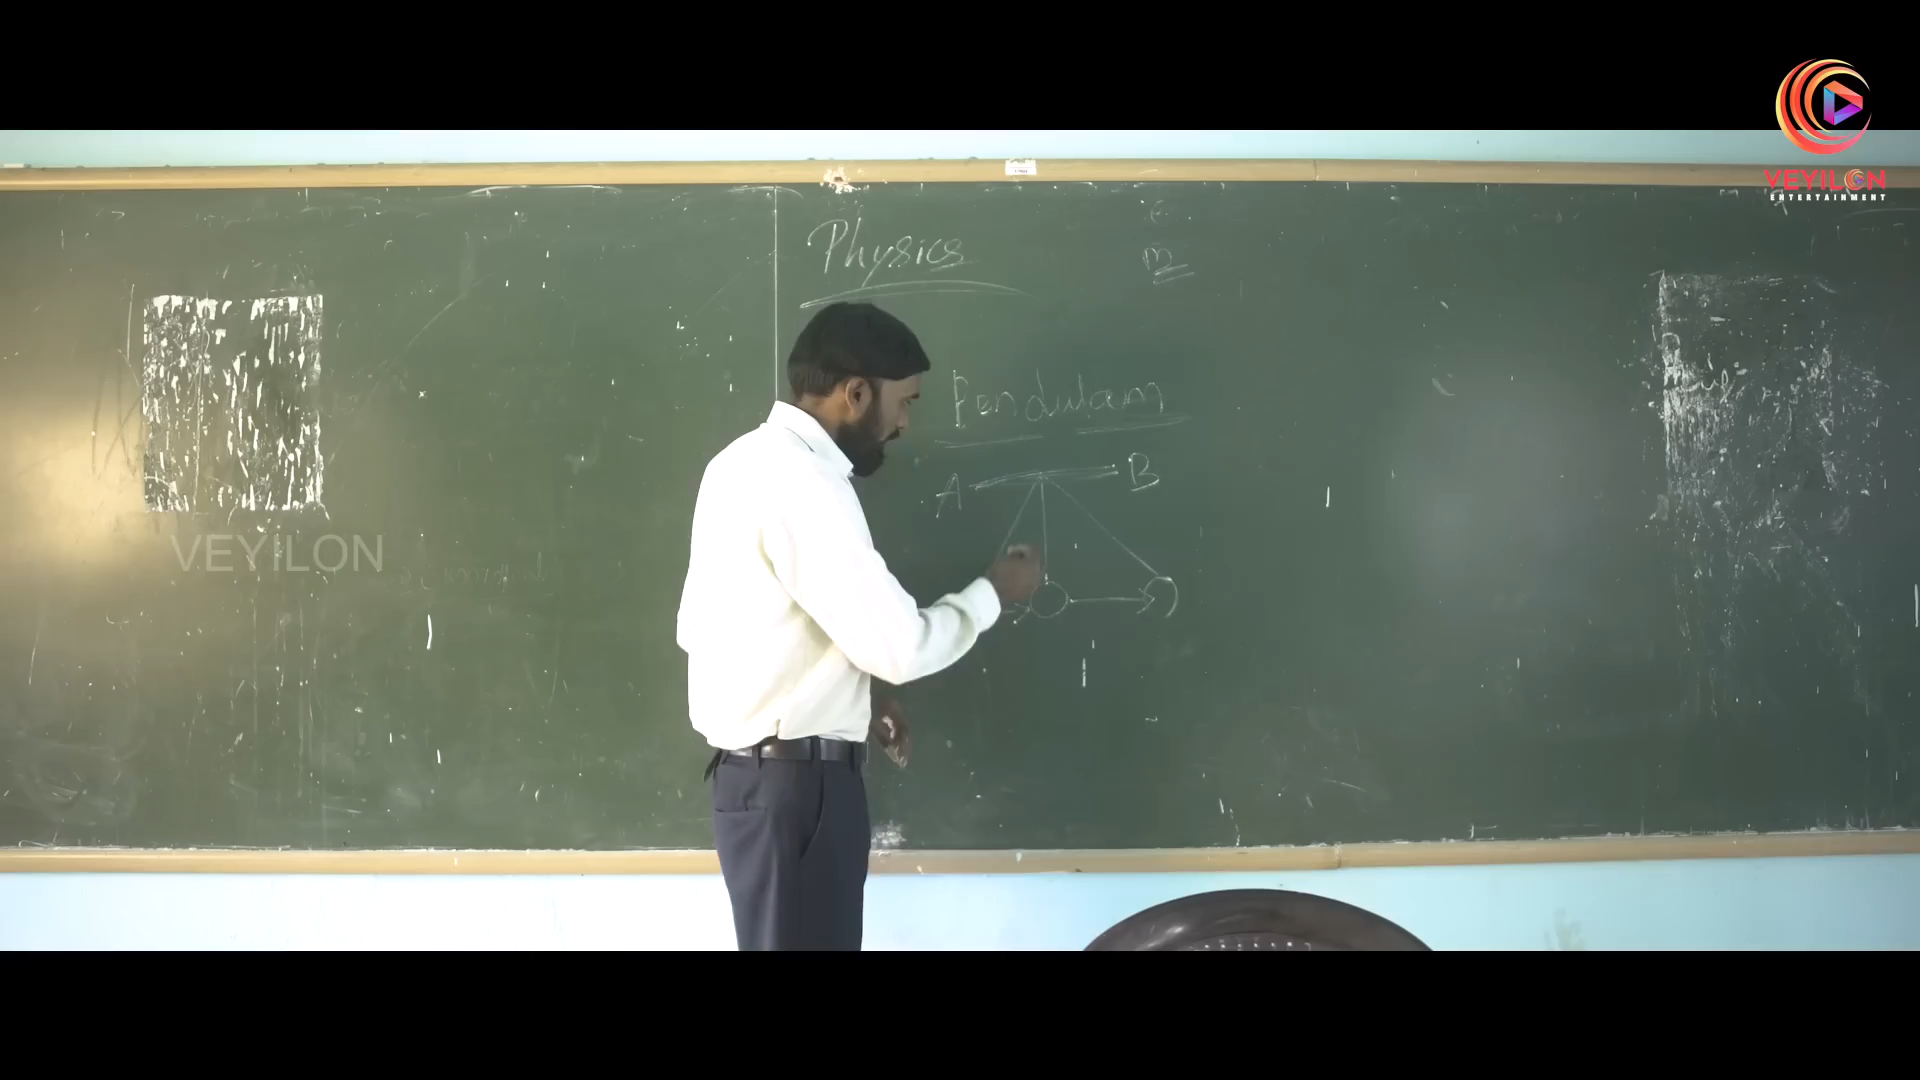 VEYILON
ENTERTAINMENT
Physics
m
Pendulam
A B
VEYILON